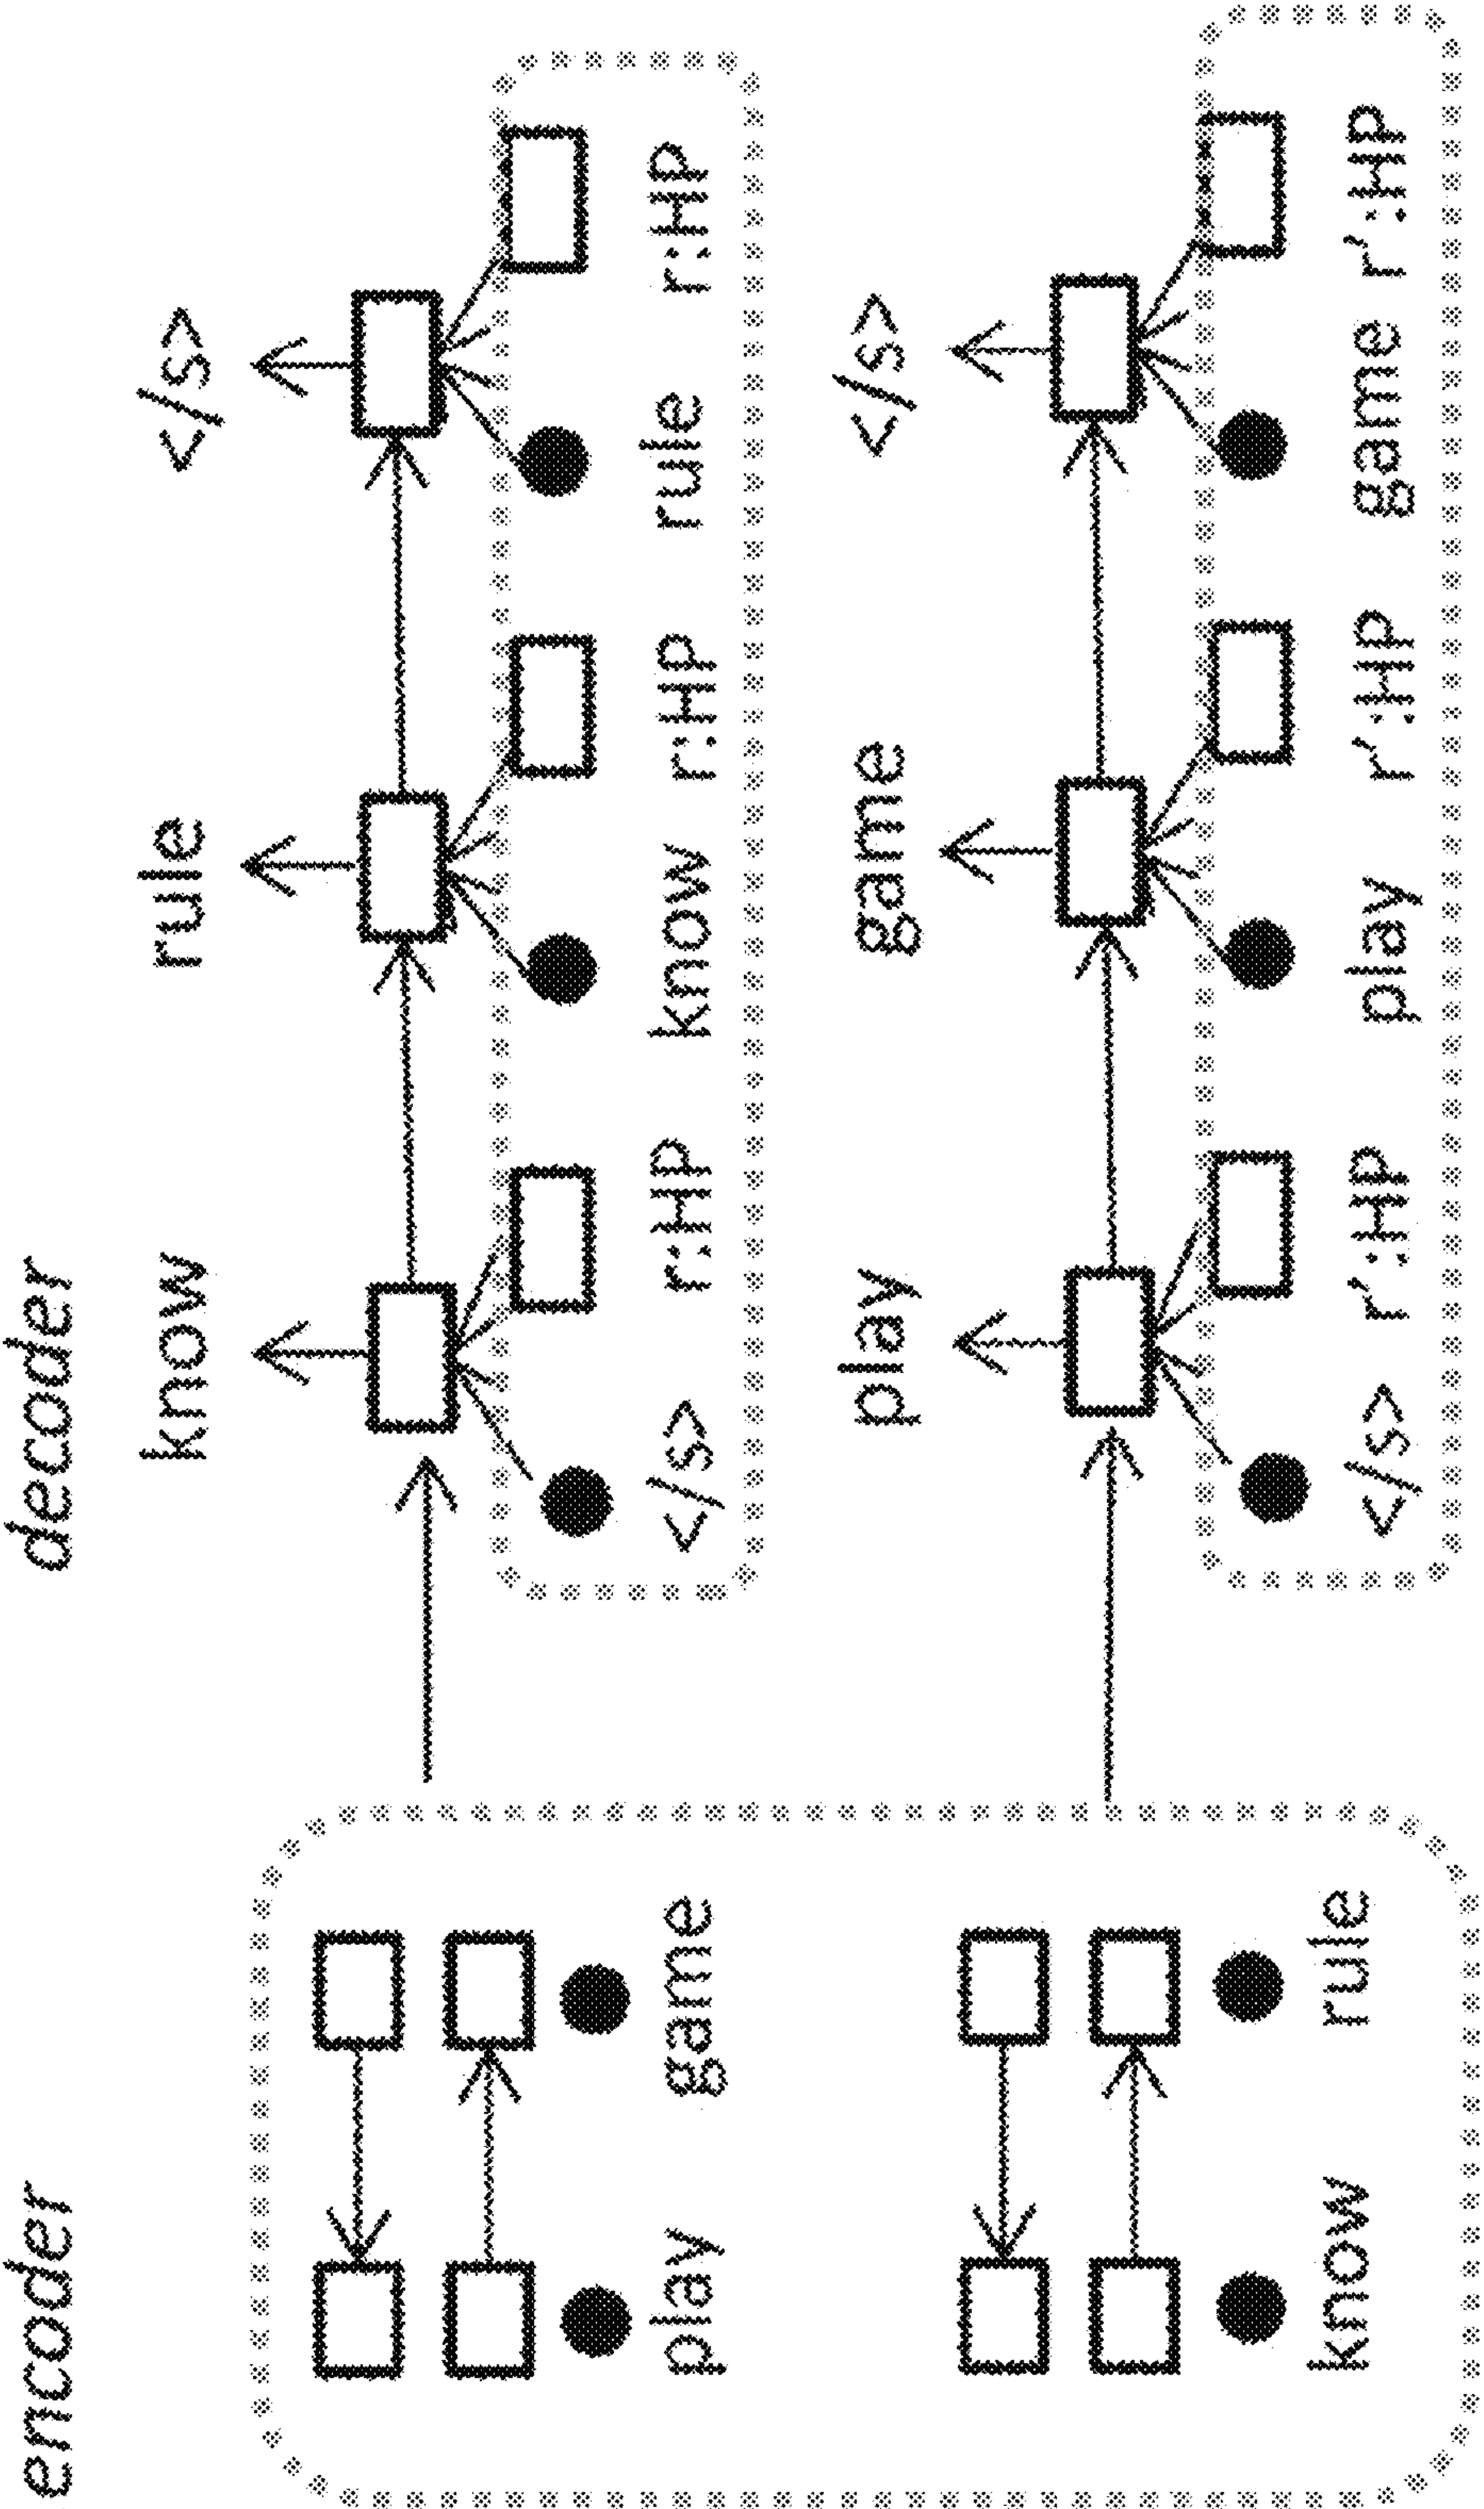 encoder decoder
know rule </s>
</s> r:HP know r:HP rule r:HP
play game
play game </s>
</s> r':HP play r':HP game r':HP
know rule